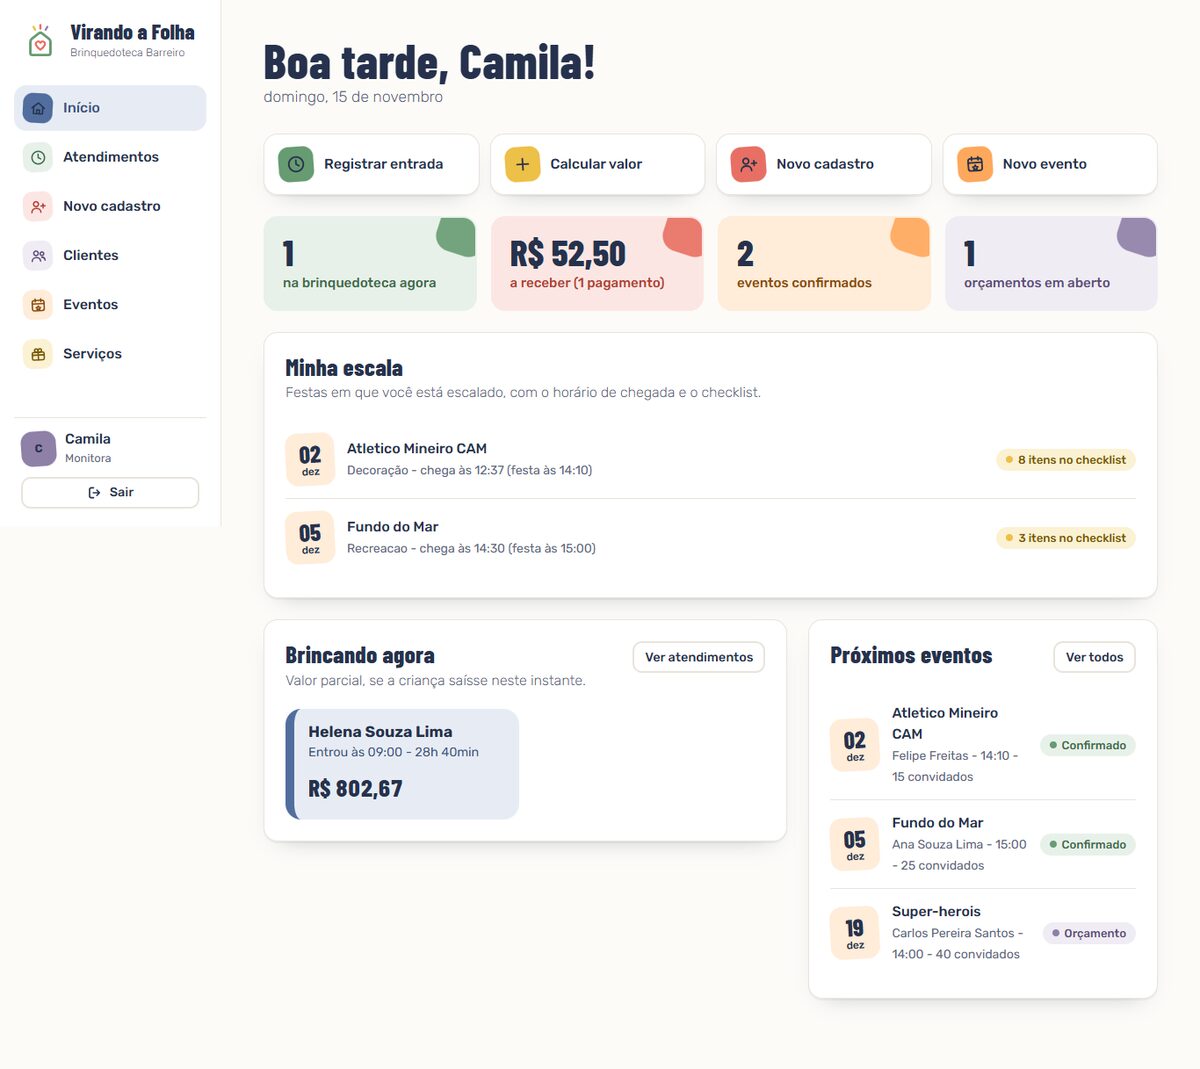 Virando a Folha
Brinquedoteca Barreiro
Início
Atendimentos
Novo cadastro
Clientes
Eventos
Serviços
C
Camila
Monitora
Sair
Boa tarde, Camila!
domingo, 15 de novembro
Registrar entrada
Calcular valor
Novo cadastro
Novo evento
1
na brinquedoteca agora
R$ 52,50
a receber (1 pagamento)
2
eventos confirmados
1
orçamentos em aberto
Minha escala
Festas em que você está escalado, com o horário de chegada e o checklist.
02
dez
Atletico Mineiro CAM
Decoração - chega às 12:37 (festa às 14:10)
8 itens no checklist
05
dez
Fundo do Mar
Recreacao - chega às 14:30 (festa às 15:00)
3 itens no checklist
Brincando agora
Valor parcial, se a criança saísse neste instante.
Ver atendimentos
Helena Souza Lima
Entrou às 09:00 - 28h 40min
R$ 802,67
Próximos eventos
Ver todos
02
dez
Atletico Mineiro
CAM
Felipe Freitas - 14:10 -
15 convidados
Confirmado
05
dez
Fundo do Mar
Ana Souza Lima - 15:00
- 25 convidados
Confirmado
19
dez
Super-herois
Carlos Pereira Santos -
14:00 - 40 convidados
Orçamento